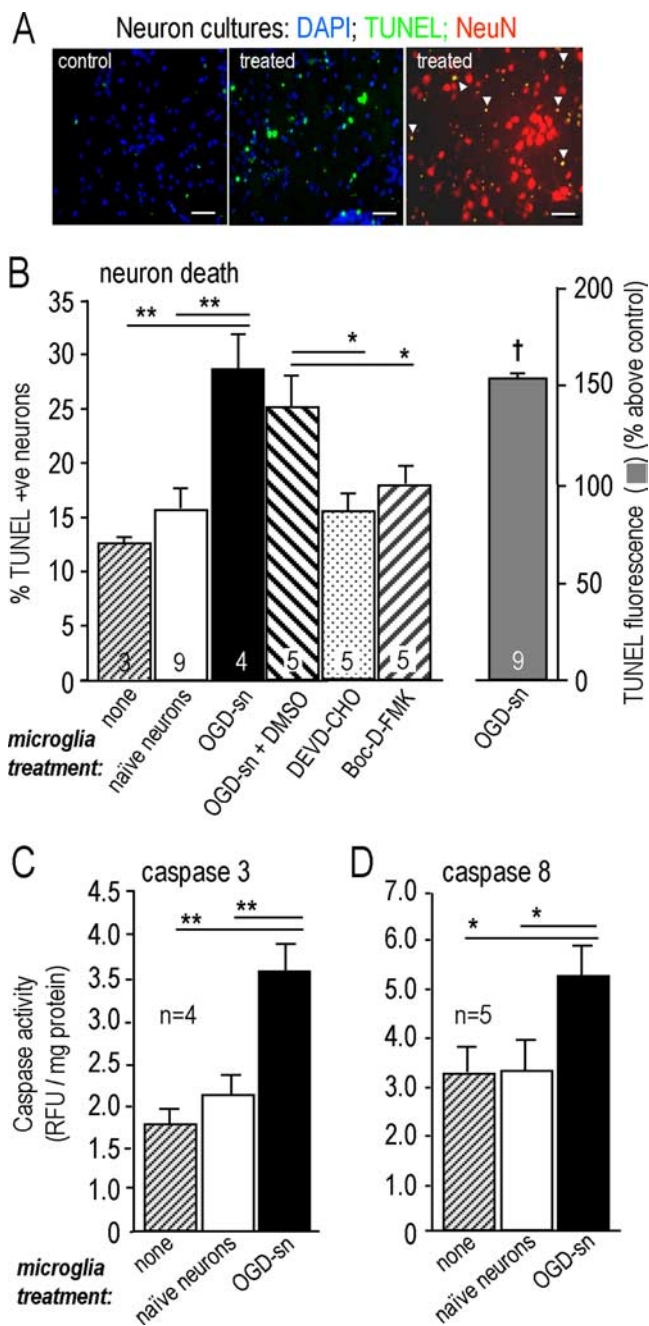 A
Neuron cultures: DAPI; TUNEL; NeuN
control
treated
treated
B
neuron death
35
30
25
20
15
10
5
0
% TUNEL +ve neurons
** **
*
*
3
9
4
5
5
5
none
naïve neurons
OGD-sn
OGD-sn + DMSO
DEVD-CHO
Boc-D-FMK
microglia
treatment:
†
9
OGD-sn
200
150
100
50
0
TUNEL fluorescence ( ) (% above control)
C
caspase 3
4.5
4.0
3.5
3.0
2.5
2.0
1.5
1.0
0
Caspase activity
(RFU / mg protein)
** **
n=4
none
naïve neurons
OGD-sn
microglia
treatment:
D
caspase 8
7.0
6.0
5.0
4.0
3.0
2.0
1.0
0
* *
n=5
none
naïve neurons
OGD-sn